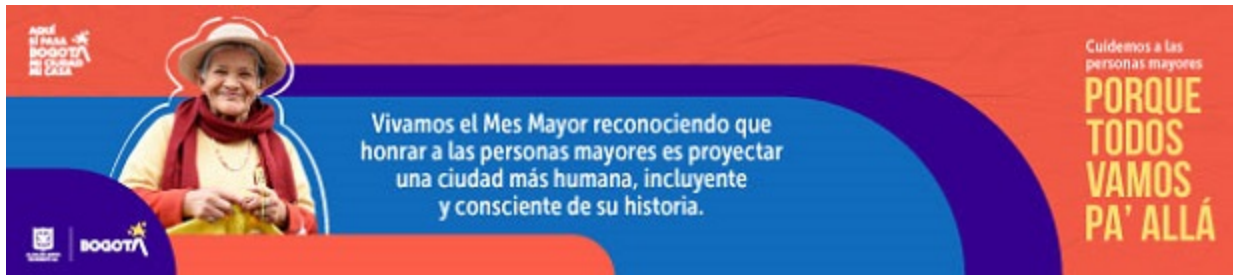 AQUÍ
SÍ PASA
BOGOTÁ
MI CIUDAD
MI CASA
Vivamos el Mes Mayor reconociendo que
honrar a las personas mayores es proyectar
una ciudad más humana, incluyente
y consciente de su historia.
Cuidemos a las
personas mayores
PORQUE
TODOS
VAMOS
PA' ALLÁ
BOGOTÁ